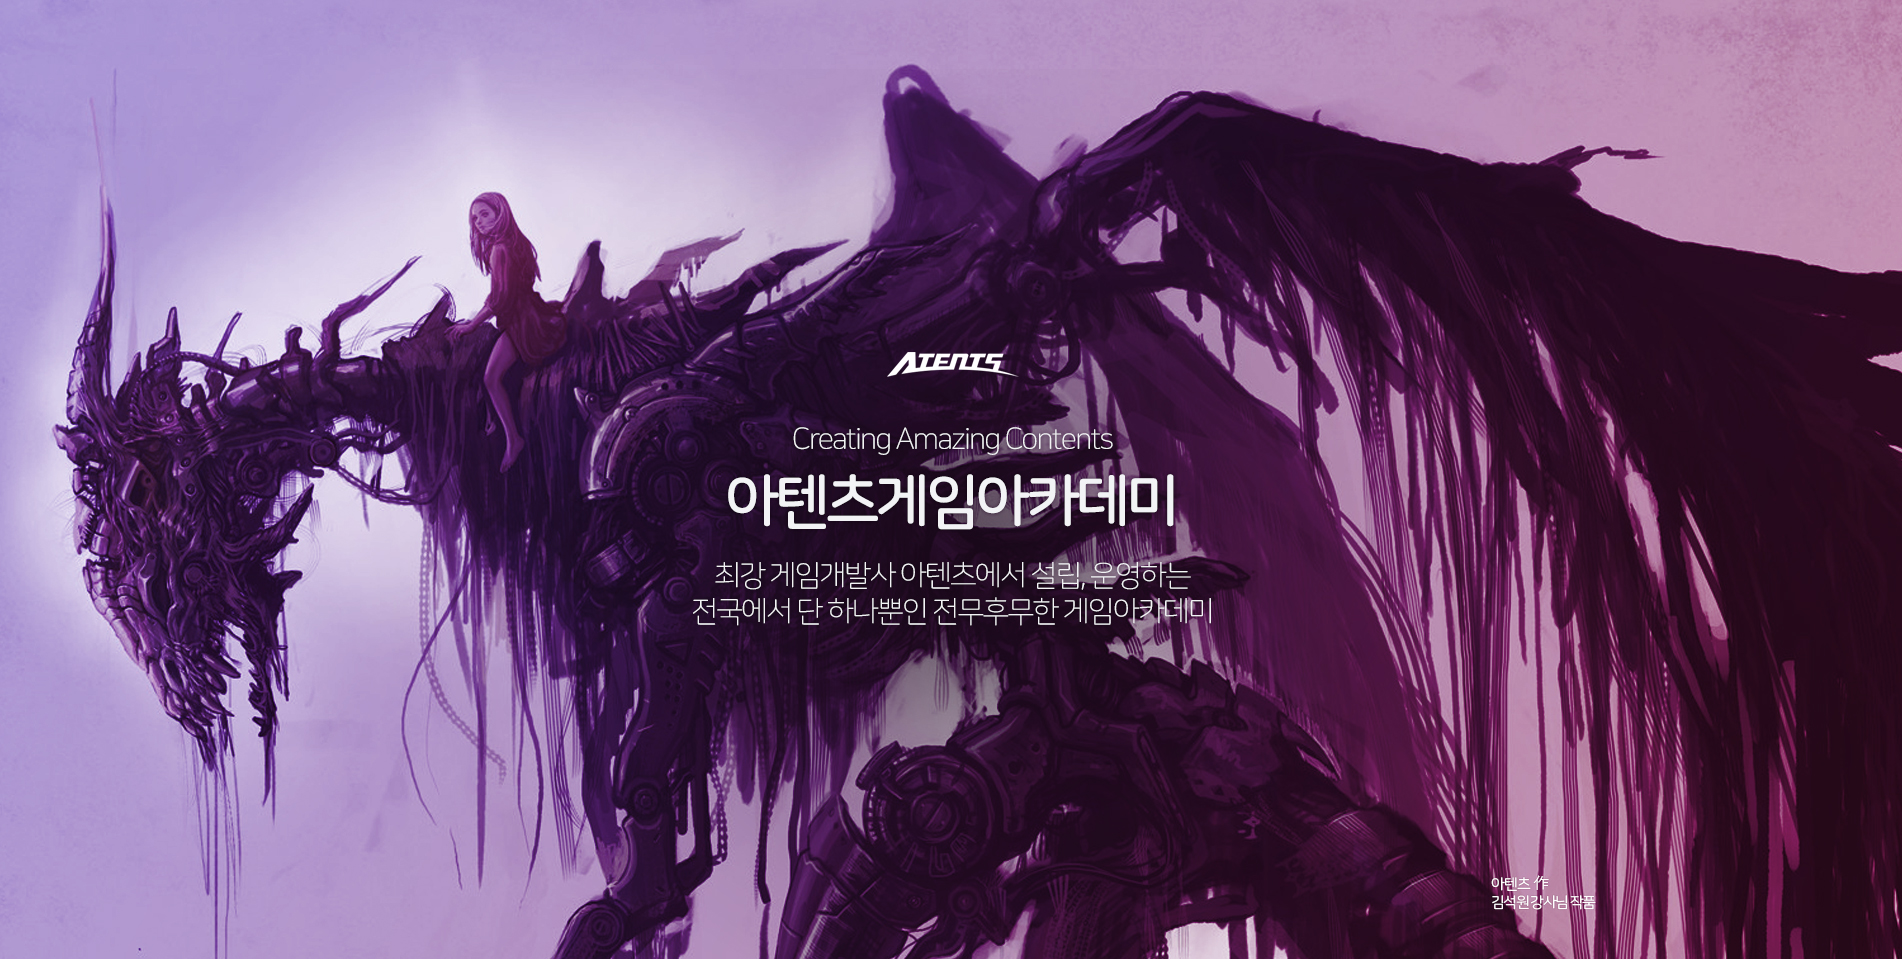 ATENTS
Creating Amazing Contents
아텐츠게임아카데미
최강 게임개발사 아텐츠에서 설립, 운영하는
전국에서 단 하나뿐인 전무후무한 게임아카데미
아텐츠 作
김석원강사님 작품